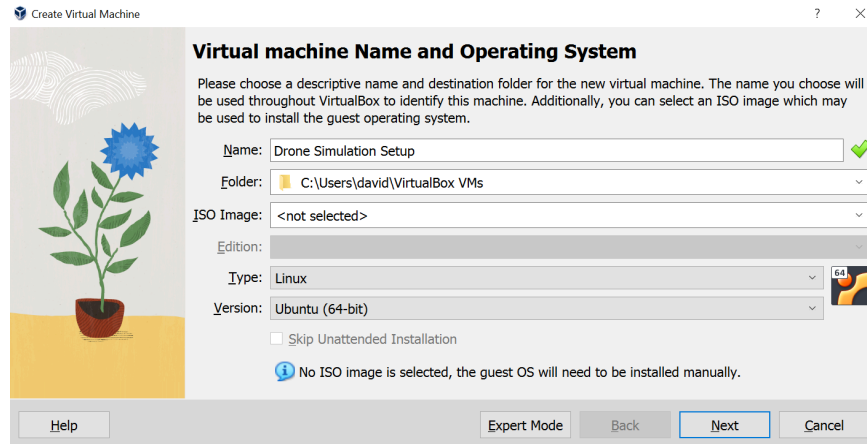 Create Virtual Machine
Virtual machine Name and Operating System
Please choose a descriptive name and destination folder for the new virtual machine. The name you choose will
be used throughout VirtualBox to identify this machine. Additionally, you can select an ISO image which may
be used to install the guest operating system.
Name: Drone Simulation Setup
Folder: C:\Users\david\VirtualBox VMs
ISO Image: <not selected>
Edition:
Type: Linux
64
Version: Ubuntu (64-bit)
Skip Unattended Installation
No ISO image is selected, the guest OS will need to be installed manually.
Help Expert Mode Back Next Cancel